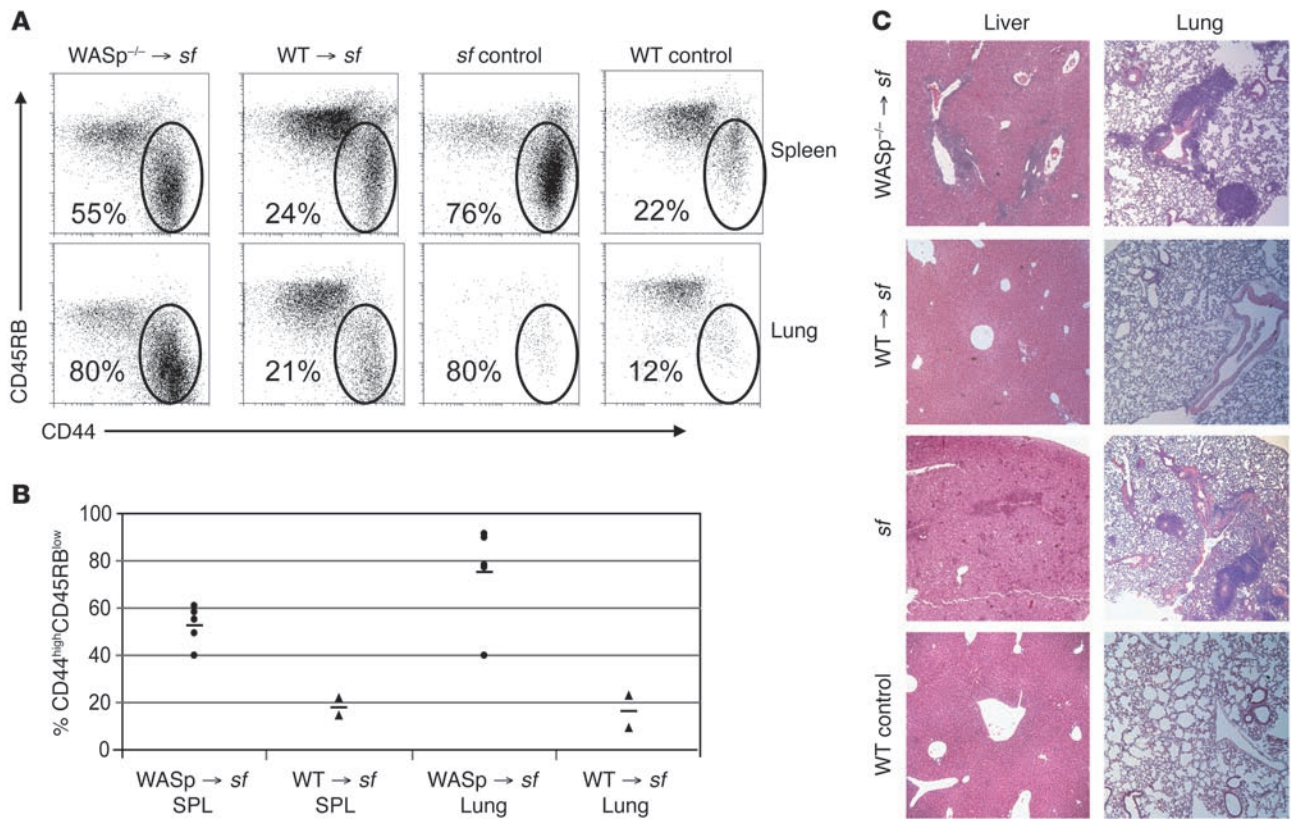 A
WASp–/– → sf
WT → sf
sf control
WT control
CD45RB
55%
24%
76%
22%
Spleen
80%
21%
80%
12%
Lung
CD44
B
% CD44highCD45RBlow
100
80
60
40
20
0
WASp → sf
SPL
WT → sf
SPL
WASp → sf
Lung
WT → sf
Lung
C
Liver
Lung
WASp–/– → sf
WT → sf
sf
WT control